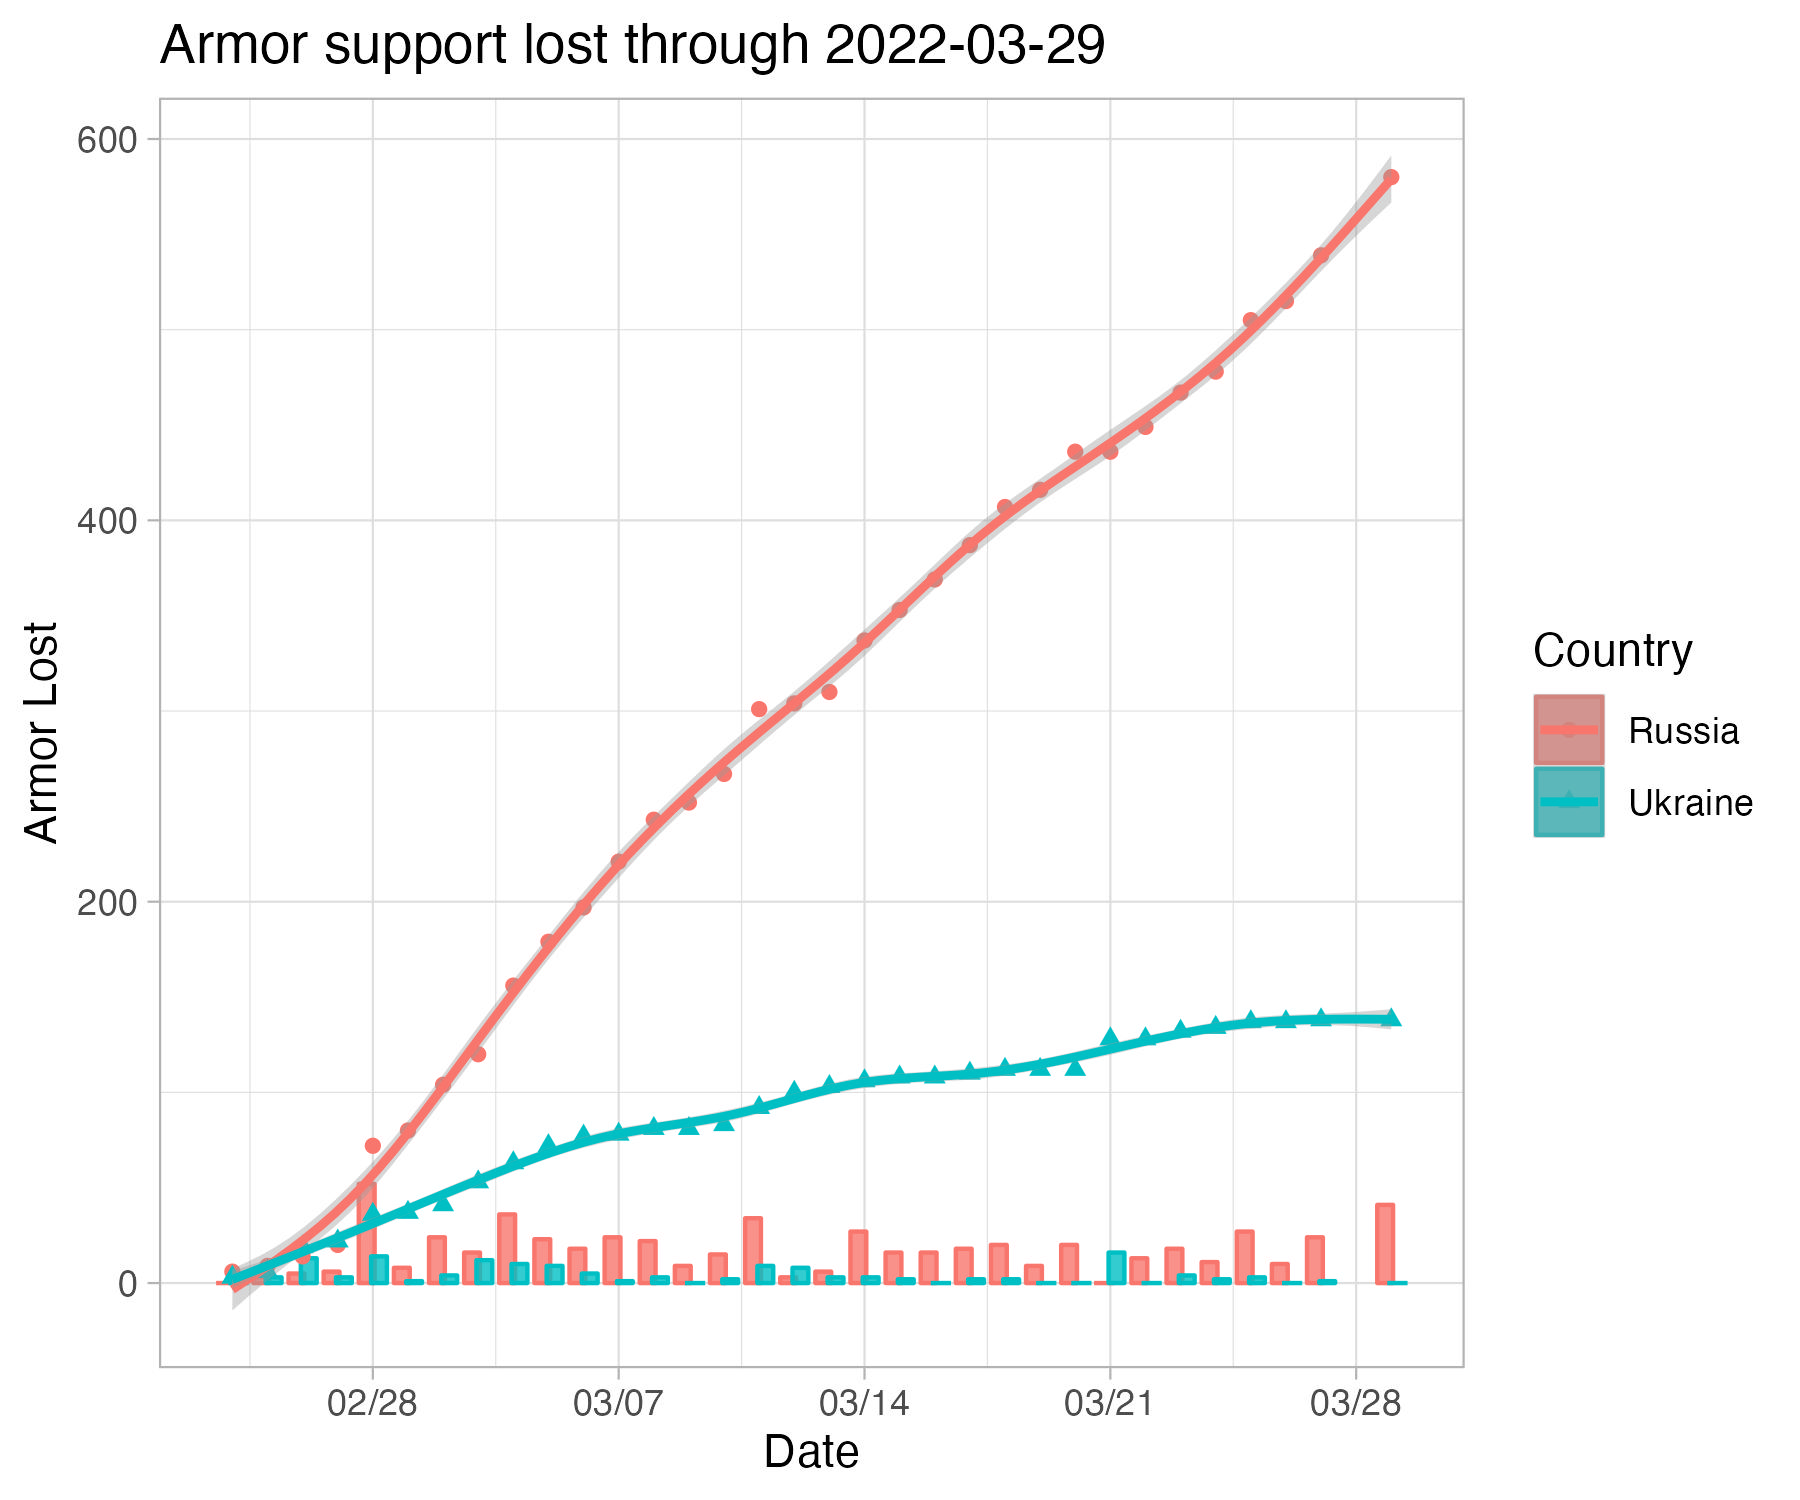 Armor support lost through 2022-03-29
600
400
200
0
Armor Lost
02/28
03/07
03/14
03/21
03/28
Date
Country
Russia
Ukraine